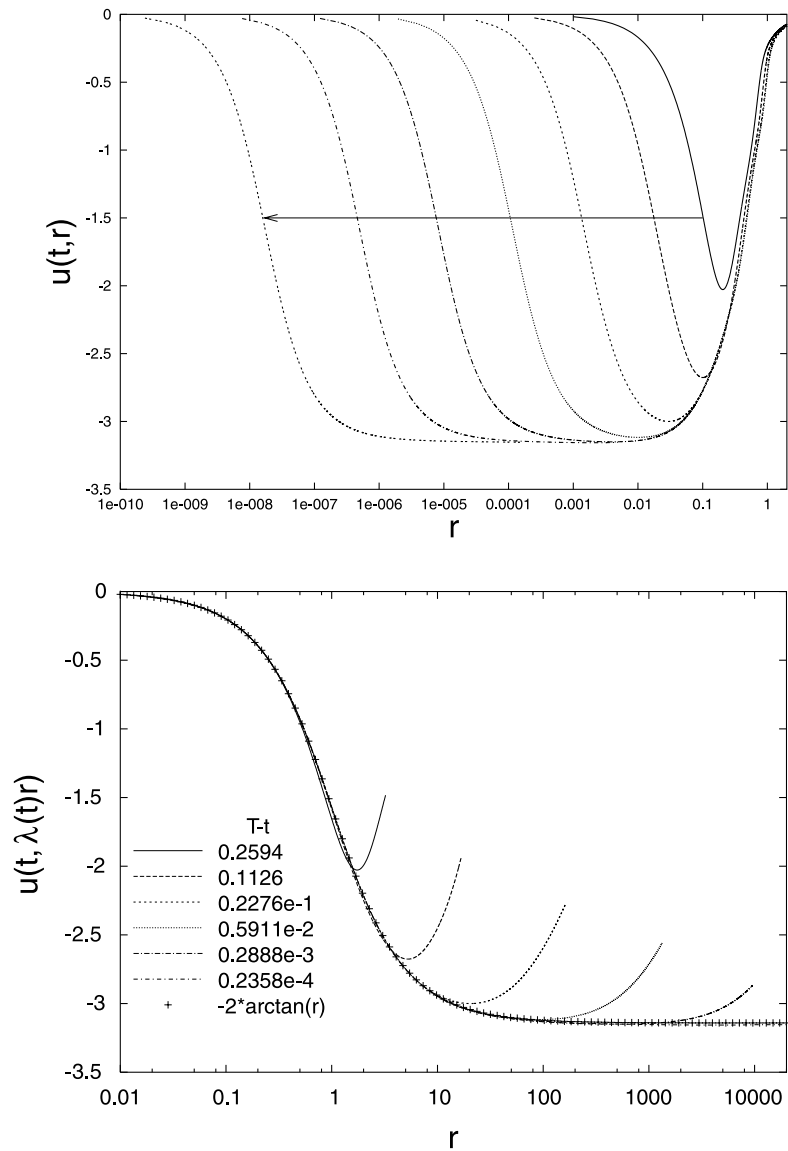 0
-0.5
-1
-1.5
-2
-2.5
-3
-3.5
u(t,r)
1e-010 1e-009 1e-008 1e-007 1e-006 1e-005 0.0001 0.001 0.01 0.1 1
r
0
-0.5
-1
-1.5
-2
-2.5
-3
-3.5
u(t, λ(t)r)
T-t
0.2594
0.1126
0.2276e-1
0.5911e-2
0.2888e-3
0.2358e-4
-2*arctan(r)
0.01 0.1 1 10 100 1000 10000
r